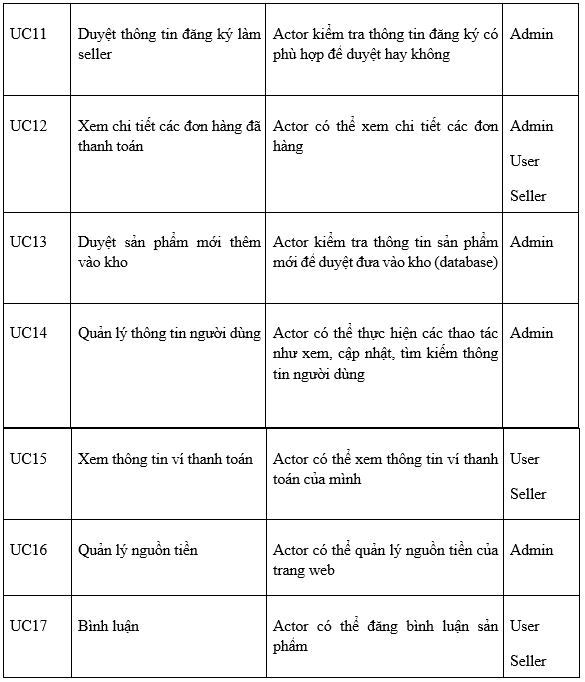 UC11
Duyệt thông tin đăng ký làm
seller
Actor kiểm tra thông tin đăng ký có
phù hợp để duyệt hay không
Admin
UC12
Xem chi tiết các đơn hàng đã
thanh toán
Actor có thể xem chi tiết các đơn
hàng
Admin
User
Seller
UC13
Duyệt sản phẩm mới thêm
vào kho
Actor kiểm tra thông tin sản phẩm
mới để duyệt đưa vào kho (database)
Admin
UC14
Quản lý thông tin người dùng
Actor có thể thực hiện các thao tác
như xem, cập nhật, tìm kiếm thông
tin người dùng
Admin
UC15
Xem thông tin ví thanh toán
Actor có thể xem thông tin ví thanh
toán của mình
User
Seller
UC16
Quản lý nguồn tiền
Actor có thể quản lý nguồn tiền của
trang web
Admin
UC17
Bình luận
Actor có thể đăng bình luận sản
phẩm
User
Seller